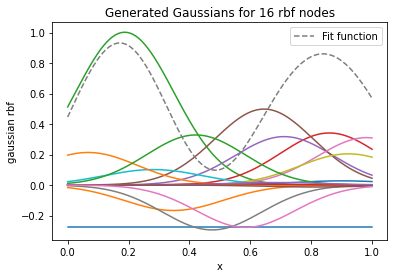 Generated Gaussians for 16 rbf nodes
Fit function
gaussian rbf
1.0
0.8
0.6
0.4
0.2
0.0
−0.2
0.0 0.2 0.4 0.6 0.8 1.0
x